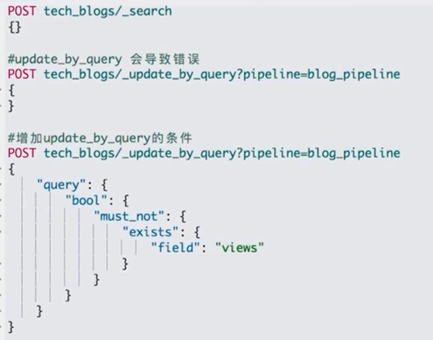 POST tech_blogs/_search
{}
#update_by_query 会导致错误
POST tech_blogs/_update_by_query?pipeline=blog_pipeline
{
}
#增加update_by_query的条件
POST tech_blogs/_update_by_query?pipeline=blog_pipeline
{
    "query": {
        "bool": {
            "must_not": {
                "exists": {
                    "field": "views"
                }
            }
        }
    }
}